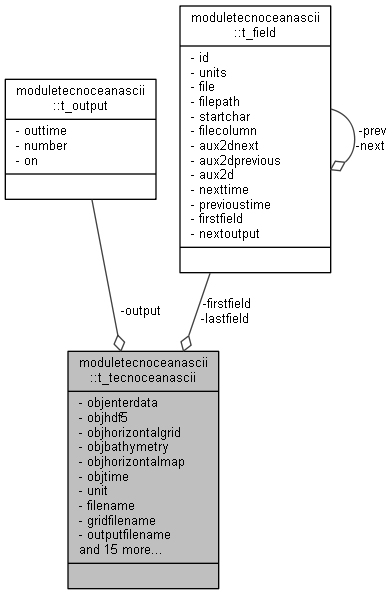 moduletecnoceanascii
::t_field
- id
- units
- file
- filepath
- startchar
- filecolumn
- aux2dnext
- aux2dprevious
- aux2d
- nexttime
- previoustime
- firstfield
- nextoutput
moduletecnoceanascii
::t_output
- outtime
- number
- on
-prev
-next
-output
-firstfield
-lastfield
moduletecnoceanascii
::t_tecnoceanascii
- objenterdata
- objhdf5
- objhorizontalgrid
- objbathymetry
- objhorizontalmap
- objtime
- unit
- filename
- gridfilename
- outputfilename
and 15 more...